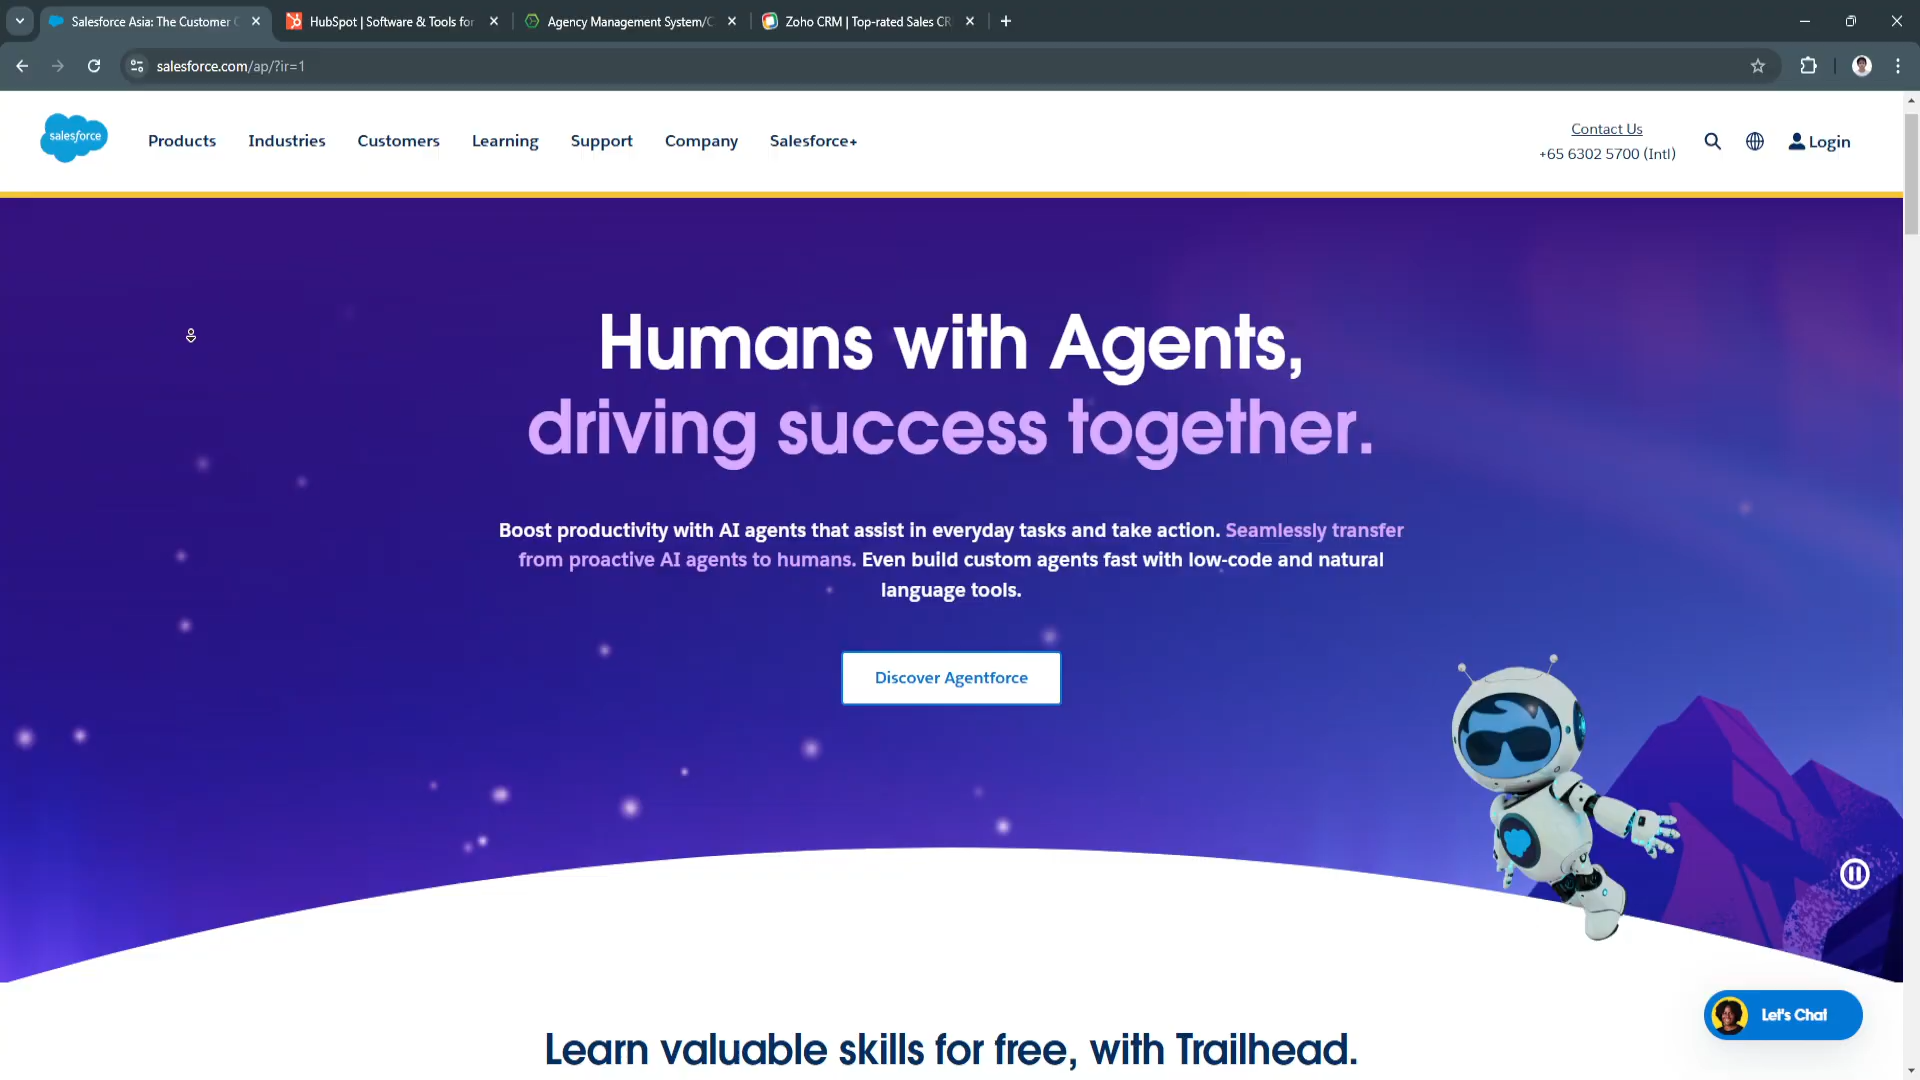 Salesforce Asia: The Customer C
HubSpot | Software & Tools for
Agency Management System/C
Zoho CRM | Top-rated Sales CR
salesforce.com/ap/?ir=1
salesforce
Products
Industries
Customers
Learning
Support
Company
Salesforce+
Contact Us
+65 6302 5700 (Intl)
Login
Humans with Agents,
driving success together.
Boost productivity with AI agents that assist in everyday tasks and take action. Seamlessly transfer
from proactive AI agents to humans. Even build custom agents fast with low-code and natural
language tools.
Discover Agentforce
Let's Chat
Learn valuable skills for free, with Trailhead.